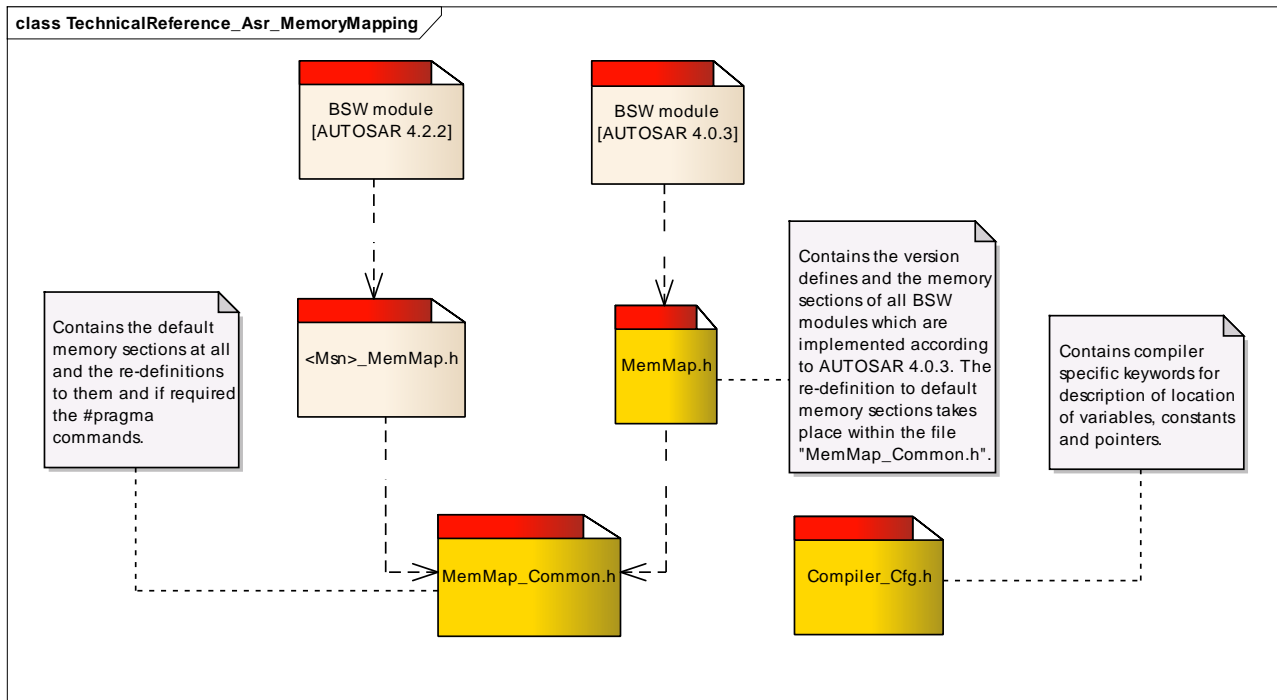 class TechnicalReference_Asr_MemoryMapping
BSW module
[AUTOSAR 4.2.2]
BSW module
[AUTOSAR 4.0.3]
Contains the default
memory sections at all
and the re-definitions
to them and if required
the #pragma
commands.
<Msn>_MemMap.h
MemMap.h
Contains the version
defines and the memory
sections of all BSW
modules which are
implemented according
to AUTOSAR 4.0.3. The
re-definition to default
memory sections takes
place within the file
"MemMap_Common.h".
Contains compiler
specific keywords for
description of location
of variables, constants
and pointers.
MemMap_Common.h
Compiler_Cfg.h